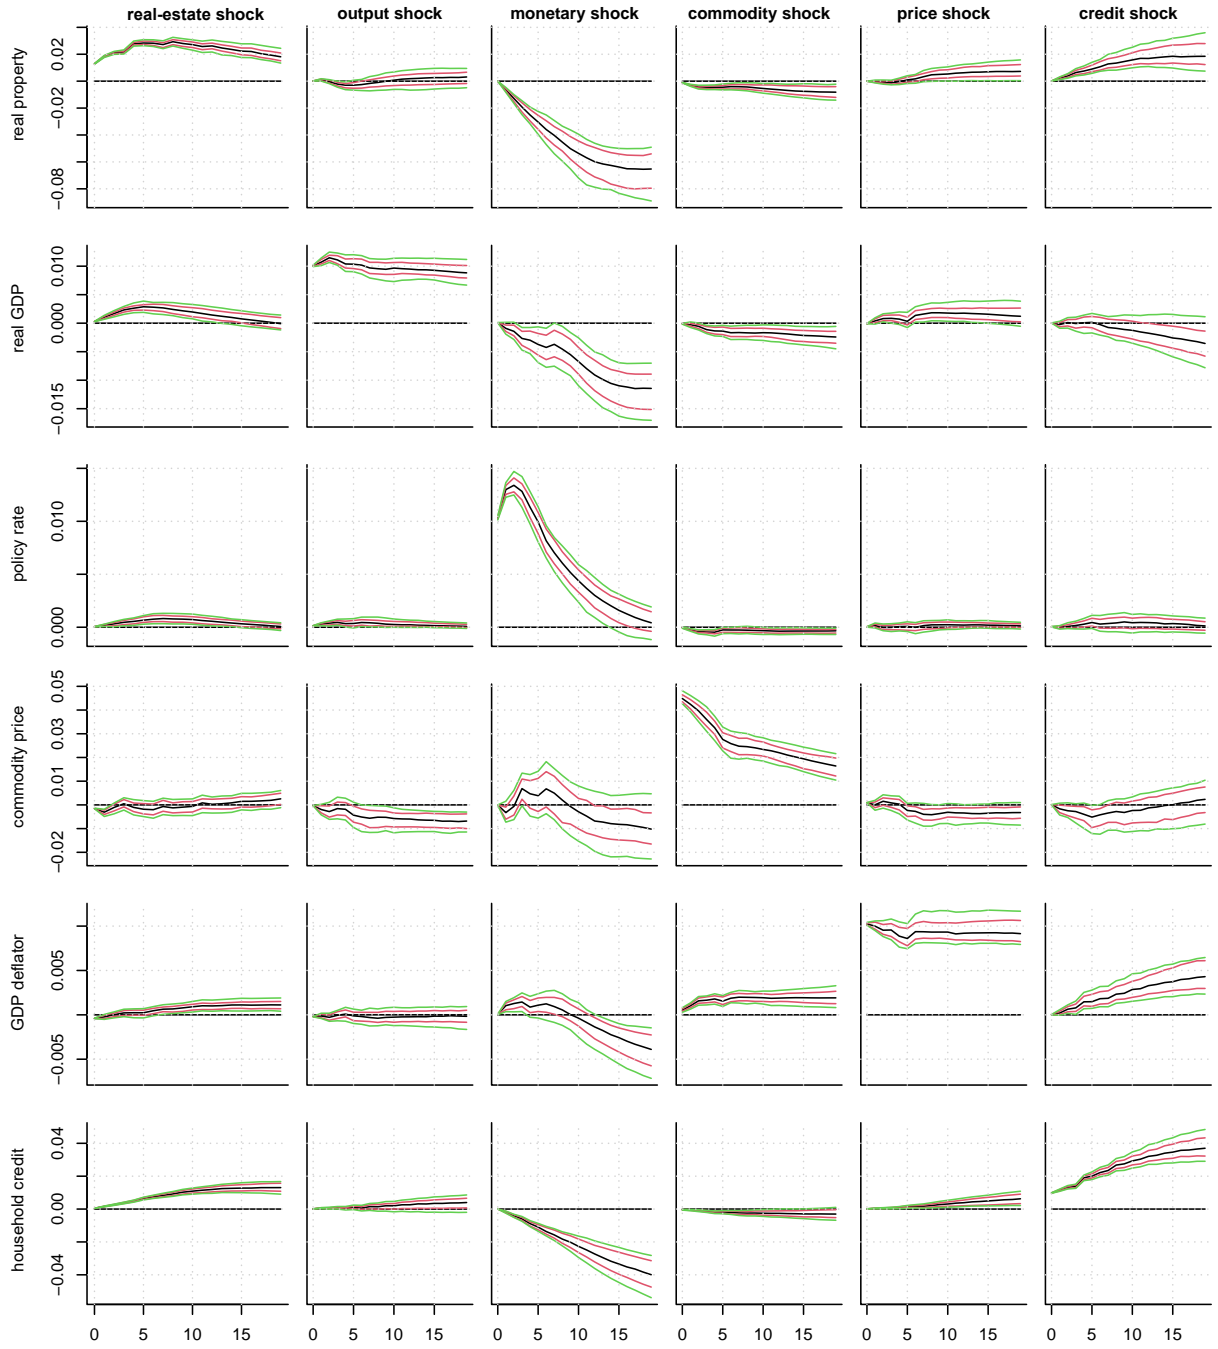 real-estate shock output shock monetary shock commodity shock price shock credit shock
real property
0.02
−0.02
−0.08
real GDP
0.010
0.000
−0.015
policy rate
0.010
0.000
commodity price
0.05
0.03
0.01
−0.02
GDP deflator
0.005
−0.005
household credit
0.04
0.00
−0.04
0 5 10 15 0 5 10 15 0 5 10 15 0 5 10 15 0 5 10 15 0 5 10 15